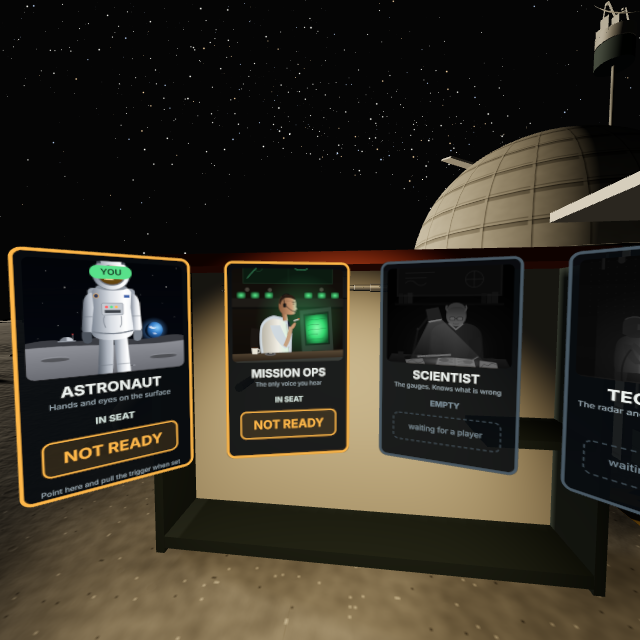 YOU
ASTRONAUT
Hands and eyes on the surface
IN SEAT
NOT READY
Point here and pull the trigger when set
MISSION OPS
The only voice you hear
IN SEAT
NOT READY
SCIENTIST
The gauges. Knows what is wrong
EMPTY
waiting for a player
TEC
The radar an
waitin